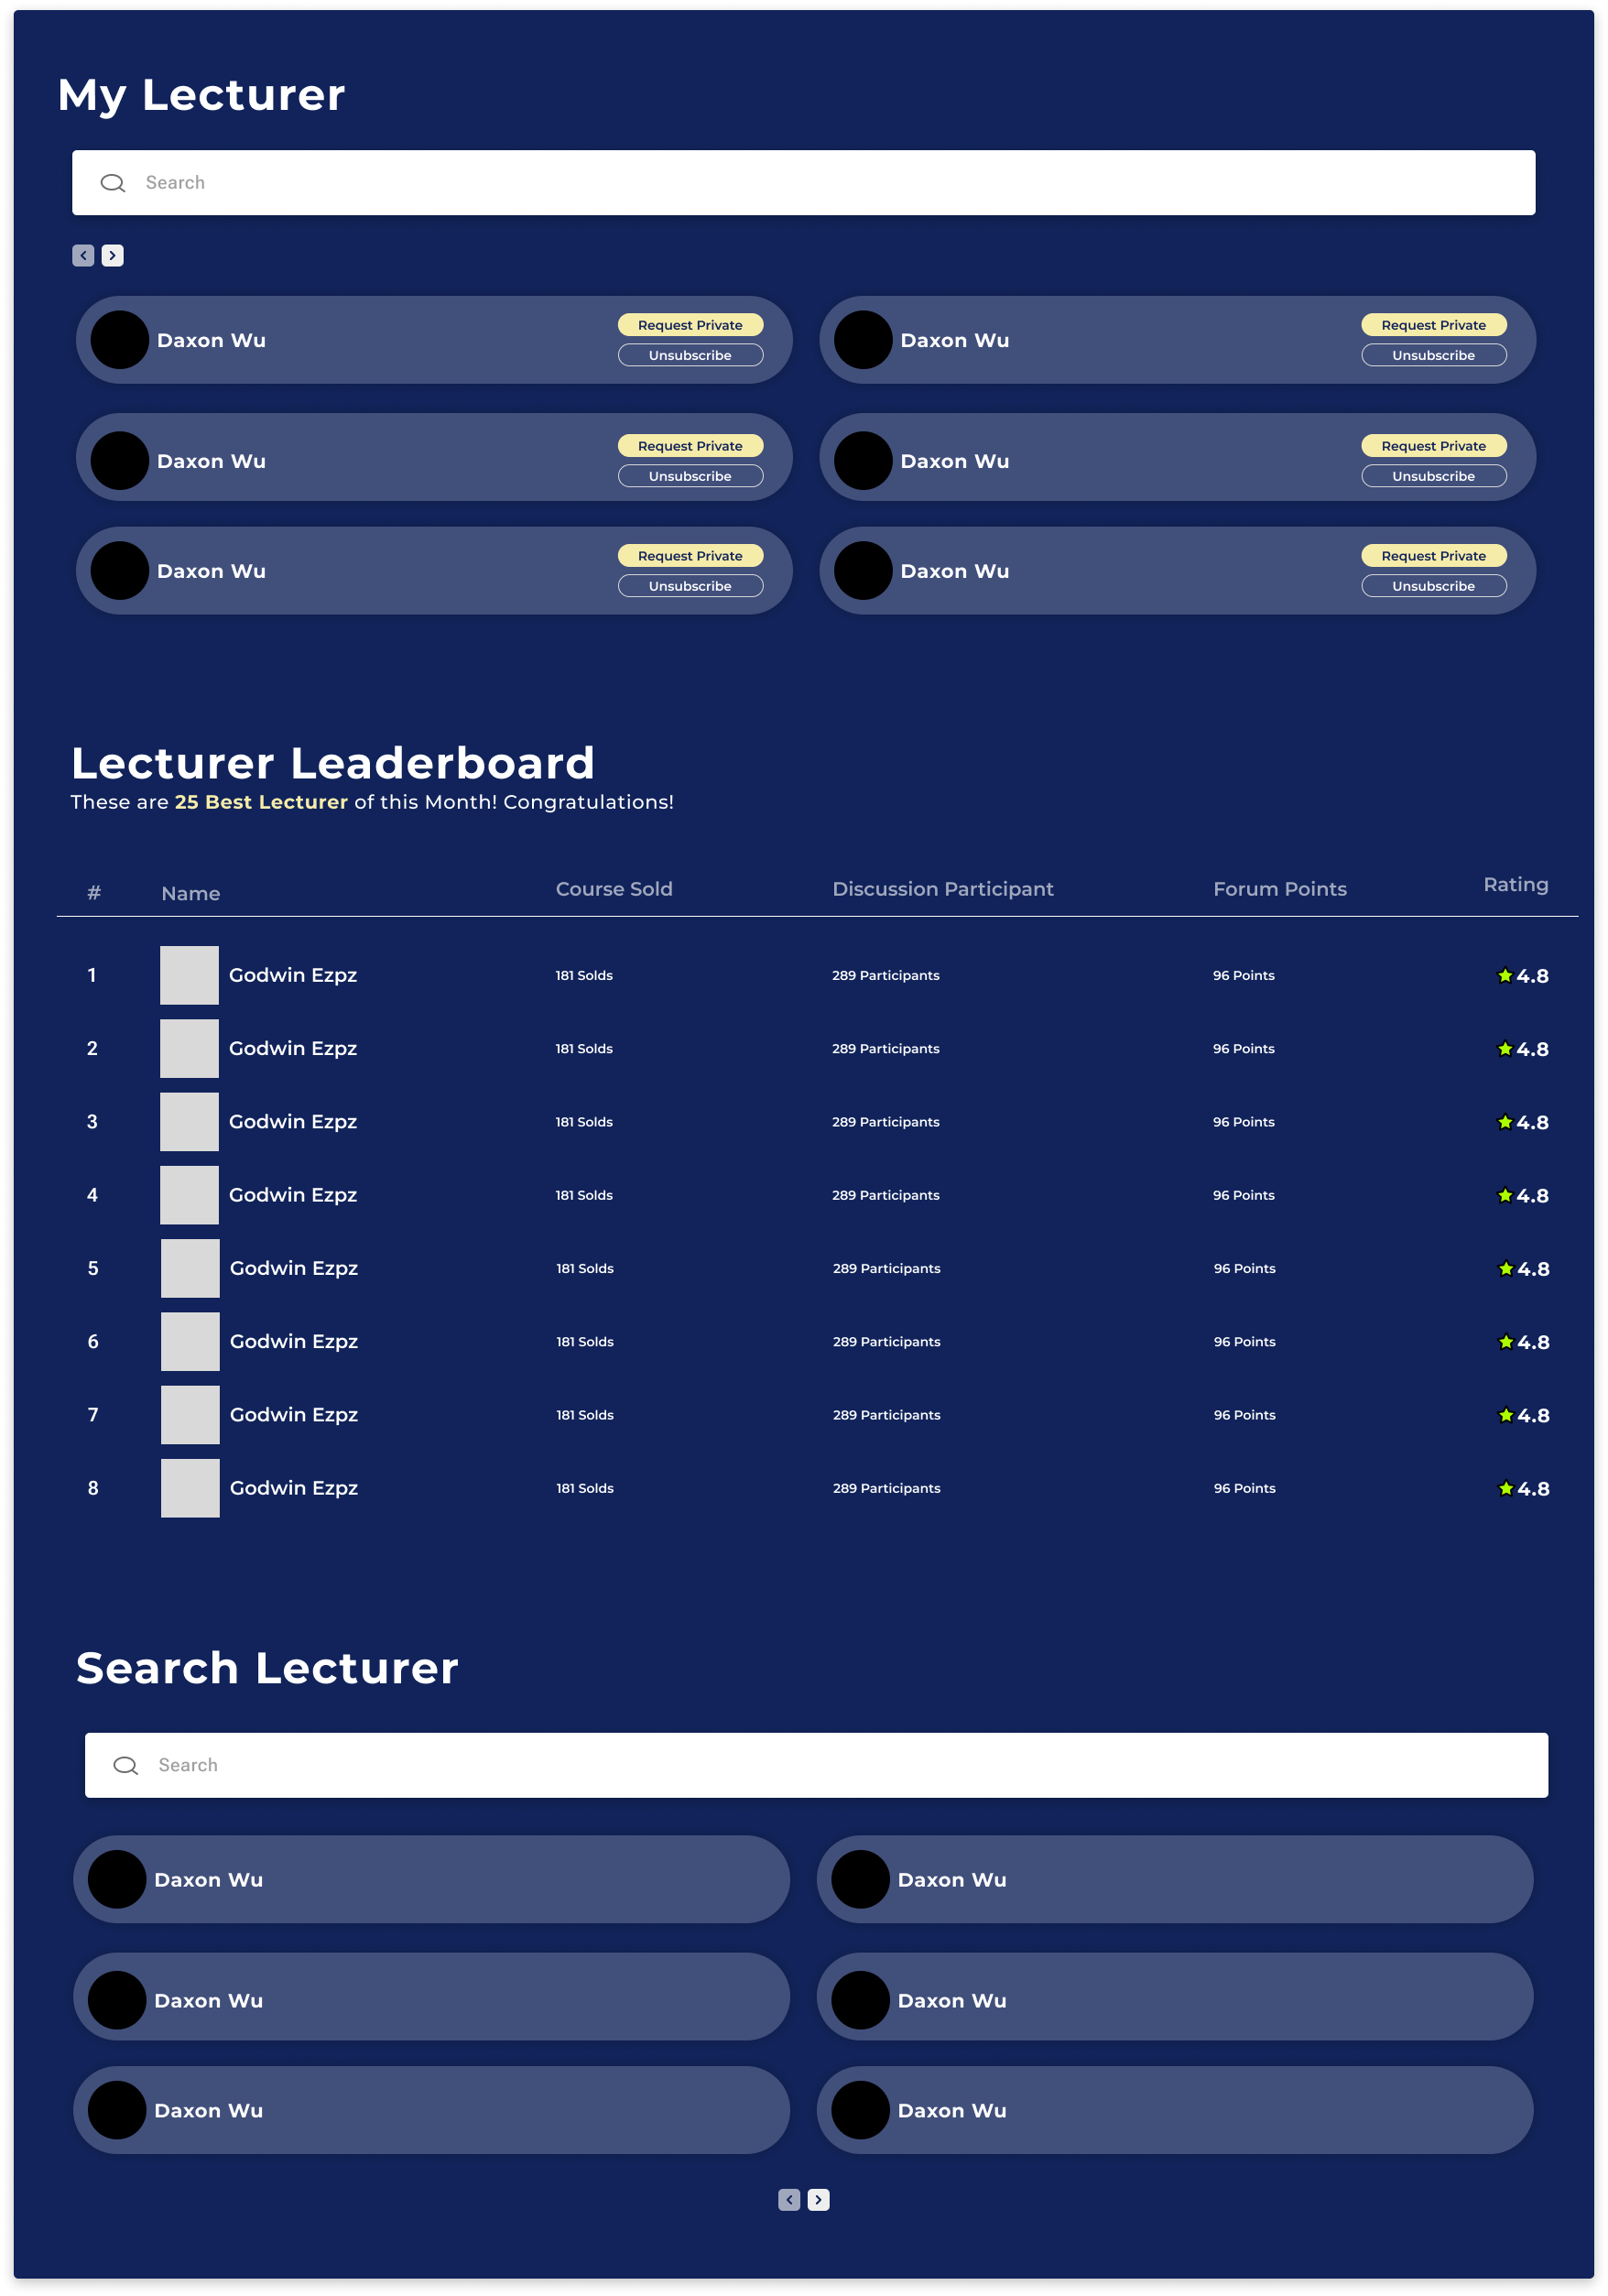 My Lecturer
Search
Daxon Wu Request Private Unsubscribe Daxon Wu Request Private Unsubscribe
Daxon Wu Request Private Unsubscribe Daxon Wu Request Private Unsubscribe
Daxon Wu Request Private Unsubscribe Daxon Wu Request Private Unsubscribe
Lecturer Leaderboard
These are 25 Best Lecturer of this Month! Congratulations!
# Name Course Sold Discussion Participant Forum Points Rating
1 Godwin Ezpz 181 Solds 289 Participants 96 Points 4.8
2 Godwin Ezpz 181 Solds 289 Participants 96 Points 4.8
3 Godwin Ezpz 181 Solds 289 Participants 96 Points 4.8
4 Godwin Ezpz 181 Solds 289 Participants 96 Points 4.8
5 Godwin Ezpz 181 Solds 289 Participants 96 Points 4.8
6 Godwin Ezpz 181 Solds 289 Participants 96 Points 4.8
7 Godwin Ezpz 181 Solds 289 Participants 96 Points 4.8
8 Godwin Ezpz 181 Solds 289 Participants 96 Points 4.8
Search Lecturer
Search
Daxon Wu Daxon Wu
Daxon Wu Daxon Wu
Daxon Wu Daxon Wu